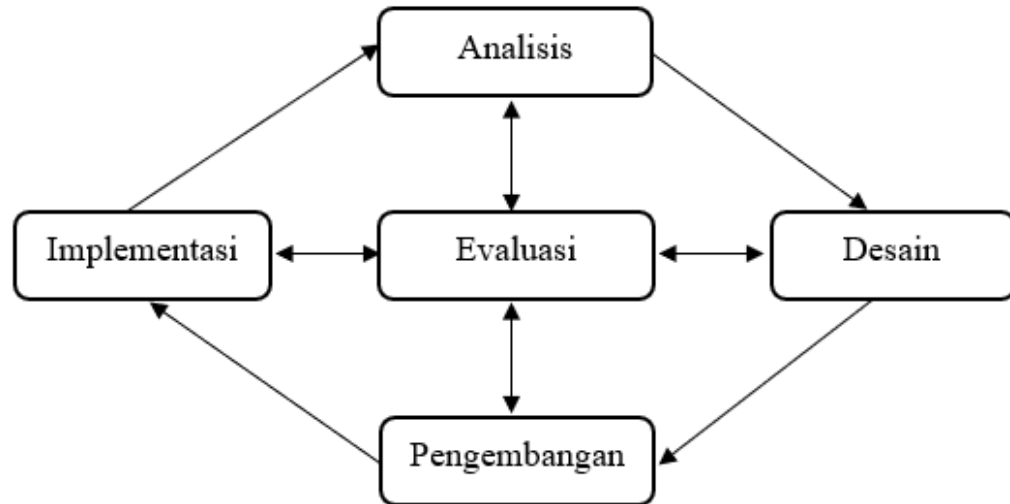 Analisis
Implementasi
Evaluasi
Desain
Pengembangan